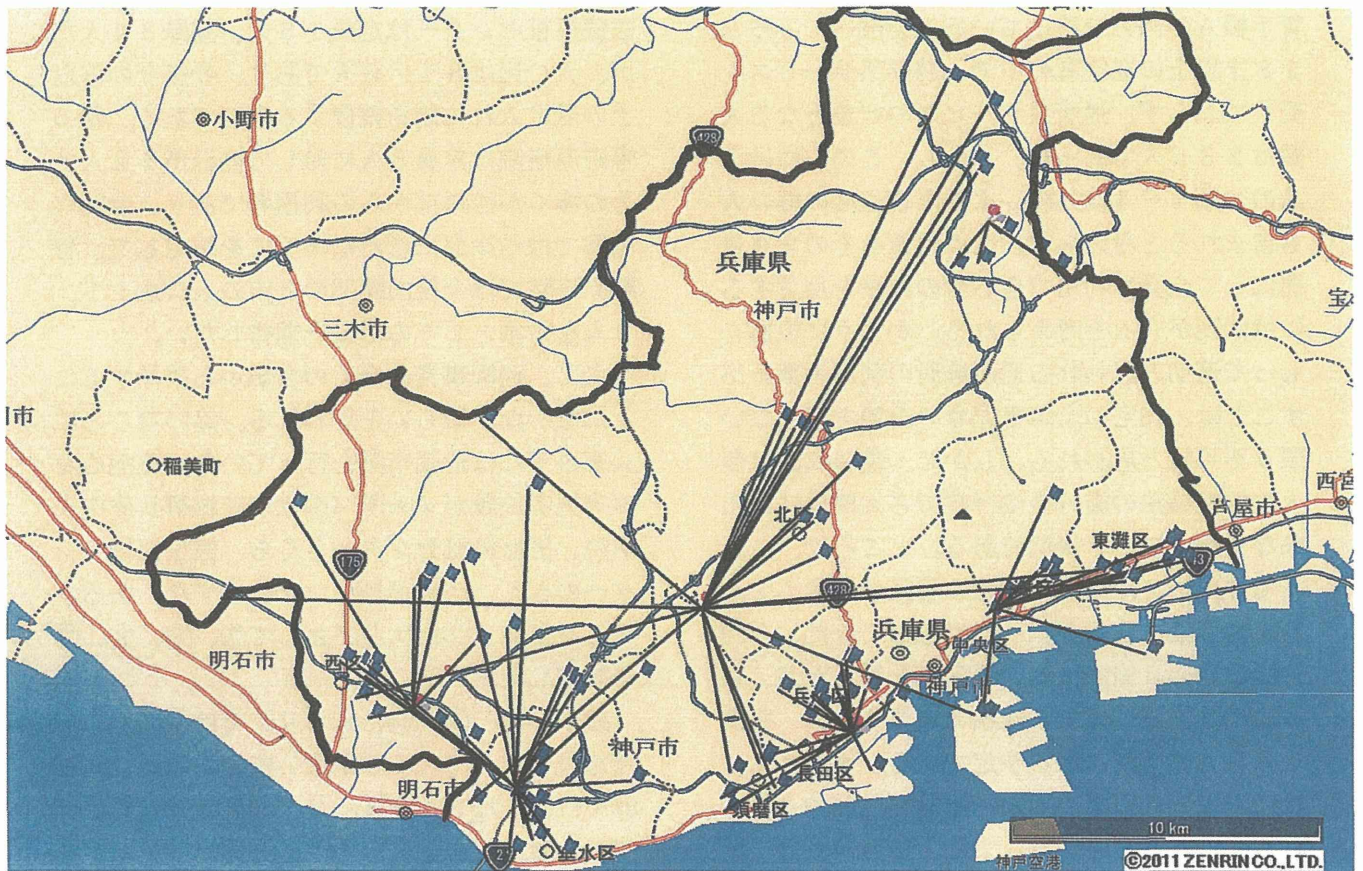 小野市
428
兵庫県
神戸市
三木市
稲美町
西宮
芦屋市
北区
東灘区
175
43
428
兵庫県
中央区
神戸市
明石市
西区
神戸市
長田区
明石市
須磨区
2
垂水区
10 km
神戸空港
©2011 ZENRIN CO., LTD.